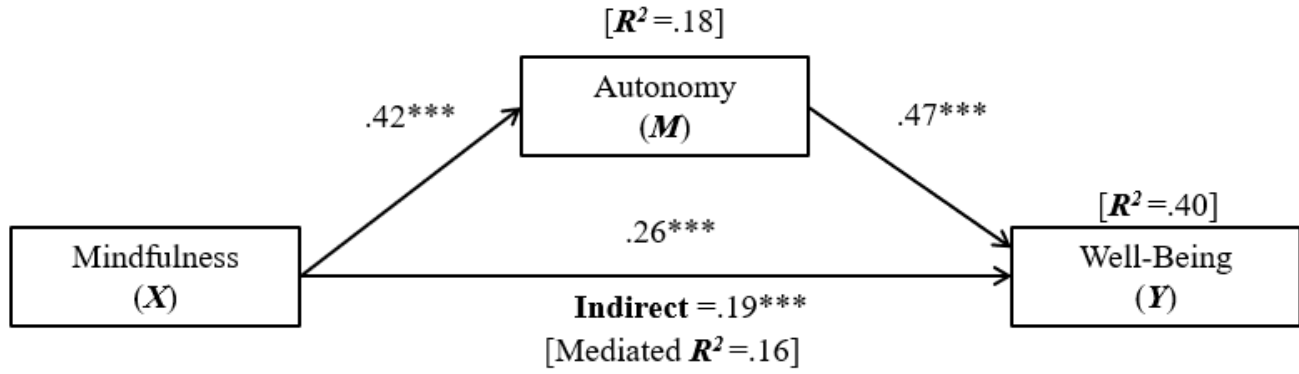 [R² =.18]
Autonomy
(M)
.42***
.47***
[R² =.40]
.26***
Mindfulness
(X)
Well-Being
(Y)
Indirect =.19***
[Mediated R² =.16]